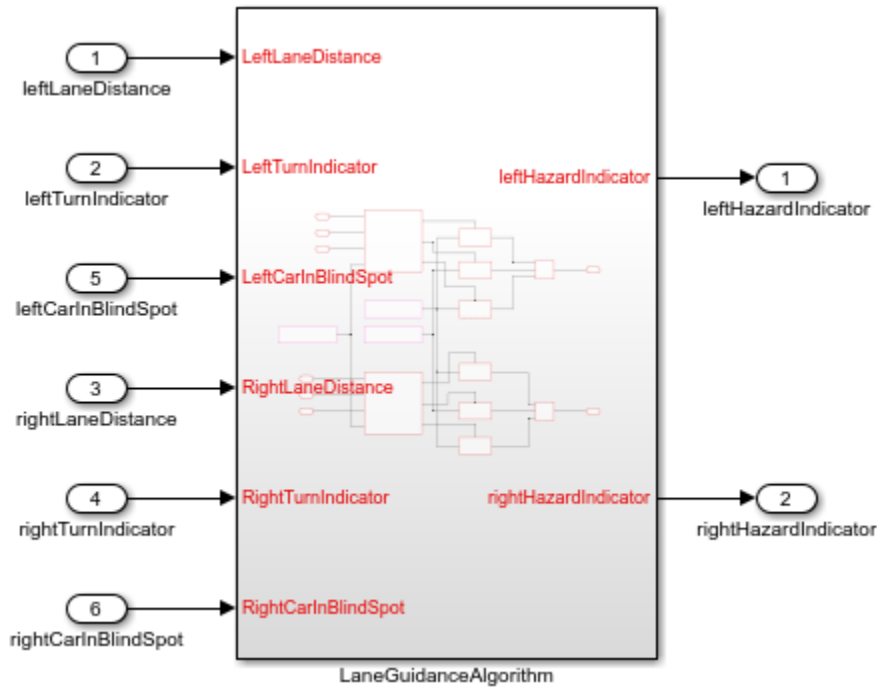 1
LeftLaneDistance
leftLaneDistance
2
LeftTurnIndicator
leftHazardIndicator
1
leftTurnIndicator
leftHazardIndicator
5
LeftCarInBlindSpot
leftCarInBlindSpot
3
RightLaneDistance
rightLaneDistance
4
RightTurnIndicator
rightHazardIndicator
2
rightTurnIndicator
rightHazardIndicator
6
RightCarInBlindSpot
rightCarInBlindSpot
LaneGuidanceAlgorithm